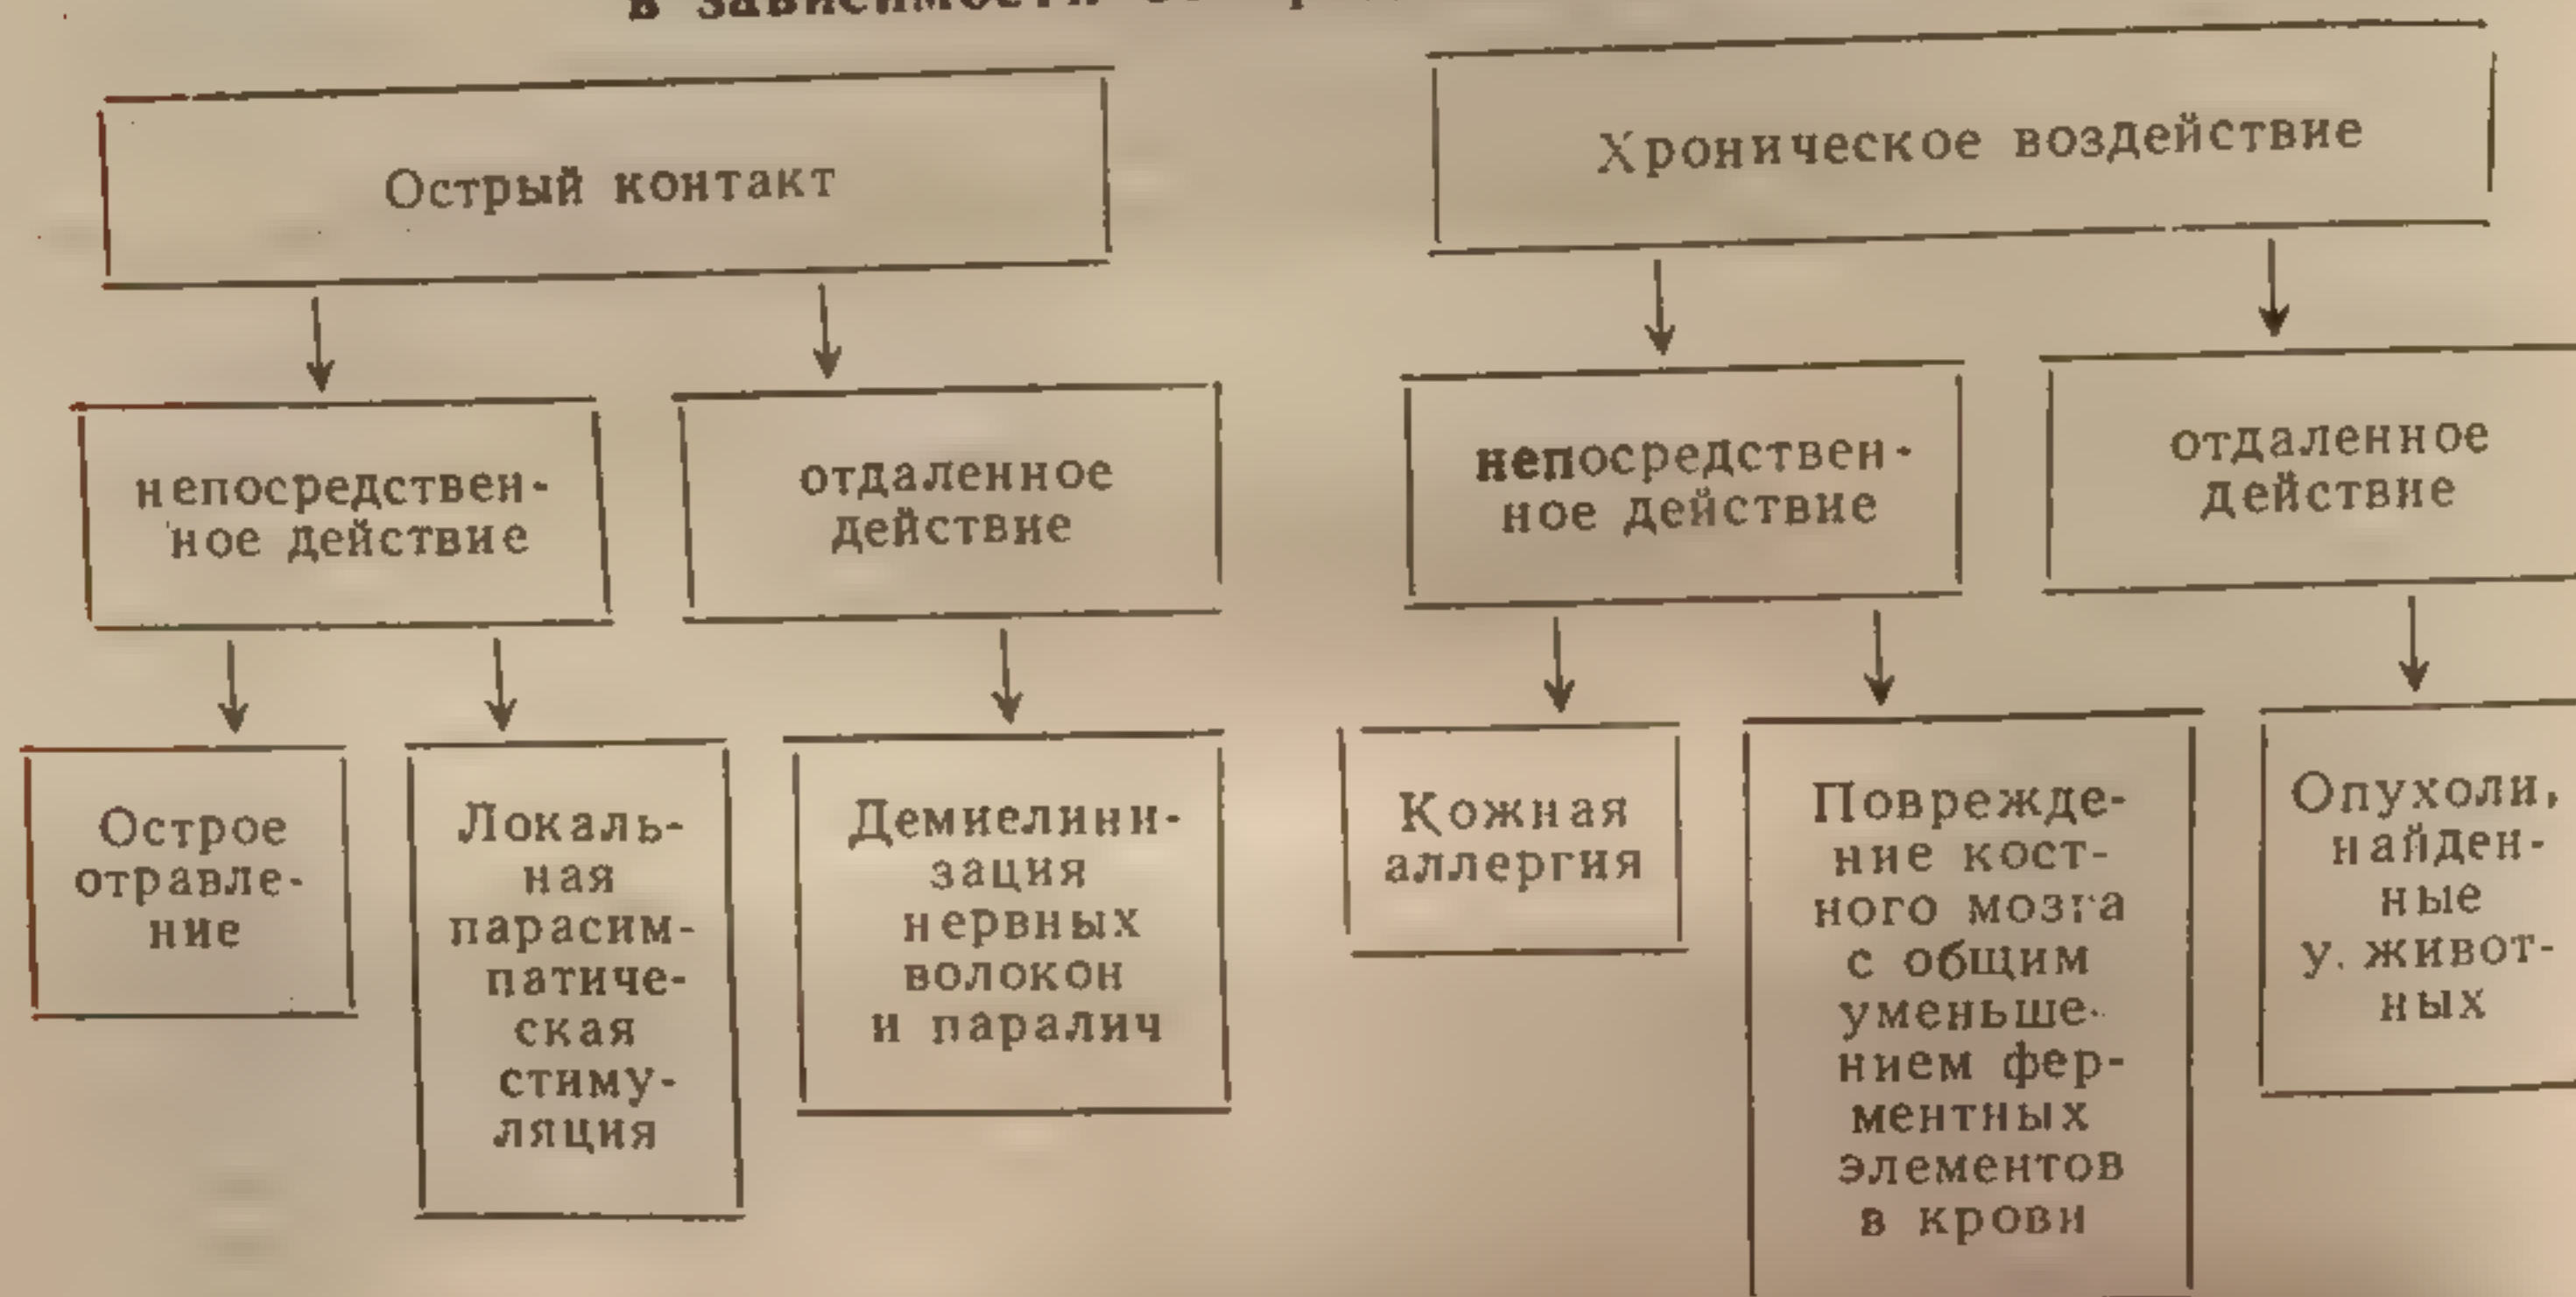 в зависимости
Острый контакт
Хроническое воздействие
непосредствен-
ное действие
отдаленное
действие
непосредствен-
ное действие
отдаленное
действие
Острое
отравле-
ние
Локаль-
ная
парасим-
патиче-
ская
стиму-
ляция
Демиелини-
зация
нервных
волокон
и паралич
Кожная
аллергия
Поврежде-
ние кост-
ного мозга
с общим
уменьше-
нием фер-
ментных
элементов
в крови
Опухоли,
найден-
ные
у живот-
ных